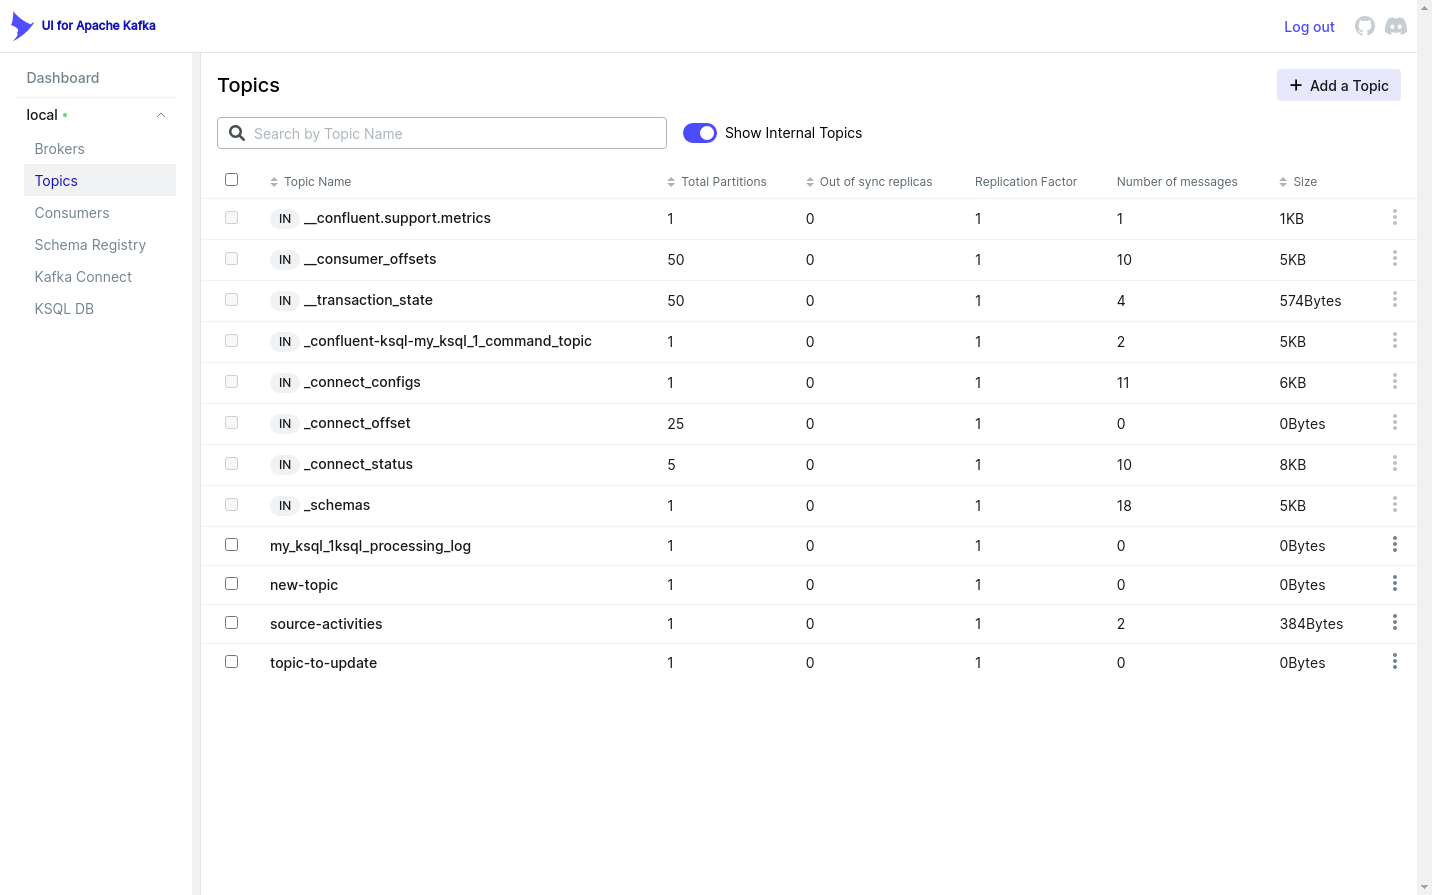 UI for Apache Kafka
Log out
Dashboard
local
Brokers
Topics
Consumers
Schema Registry
Kafka Connect
KSQL DB
Topics
Add a Topic
Search by Topic Name
Show Internal Topics
Topic Name Total Partitions Out of sync replicas Replication Factor Number of messages Size
IN __confluent.support.metrics 1 0 1 1 1KB
IN __consumer_offsets 50 0 1 10 5KB
IN __transaction_state 50 0 1 4 574Bytes
IN _confluent-ksql-my_ksql_1_command_topic 1 0 1 2 5KB
IN _connect_configs 1 0 1 11 6KB
IN _connect_offset 25 0 1 0 0Bytes
IN _connect_status 5 0 1 10 8KB
IN _schemas 1 0 1 18 5KB
my_ksql_1ksql_processing_log 1 0 1 0 0Bytes
new-topic 1 0 1 0 0Bytes
source-activities 1 0 1 2 384Bytes
topic-to-update 1 0 1 0 0Bytes